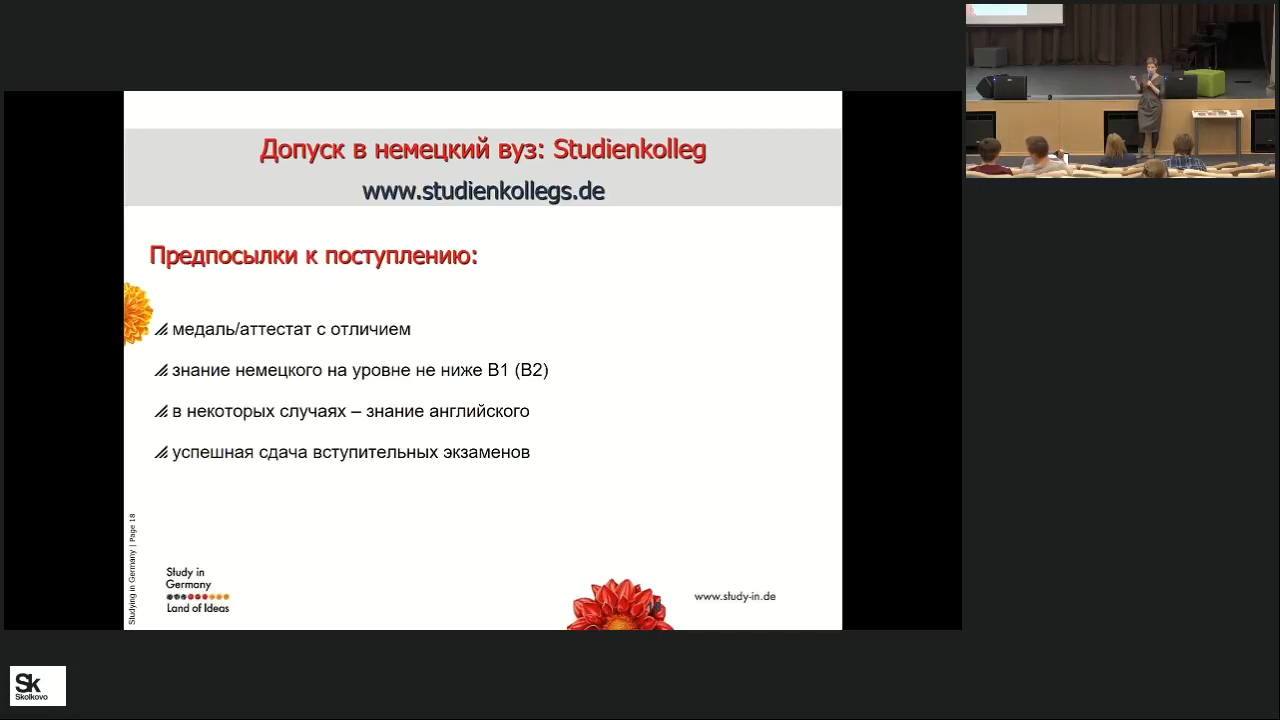 Допуск в немецкий вуз: Studienkolleg
www.studienkollegs.de
Предпосылки к поступлению:
медаль/аттестат с отличием
знание немецкого на уровне не ниже B1 (B2)
в некоторых случаях – знание английского
успешная сдача вступительных экзаменов
Studying in Germany | Page 18
Study in
Germany
Land of Ideas
www.study-in.de
Sk
Skolkovo